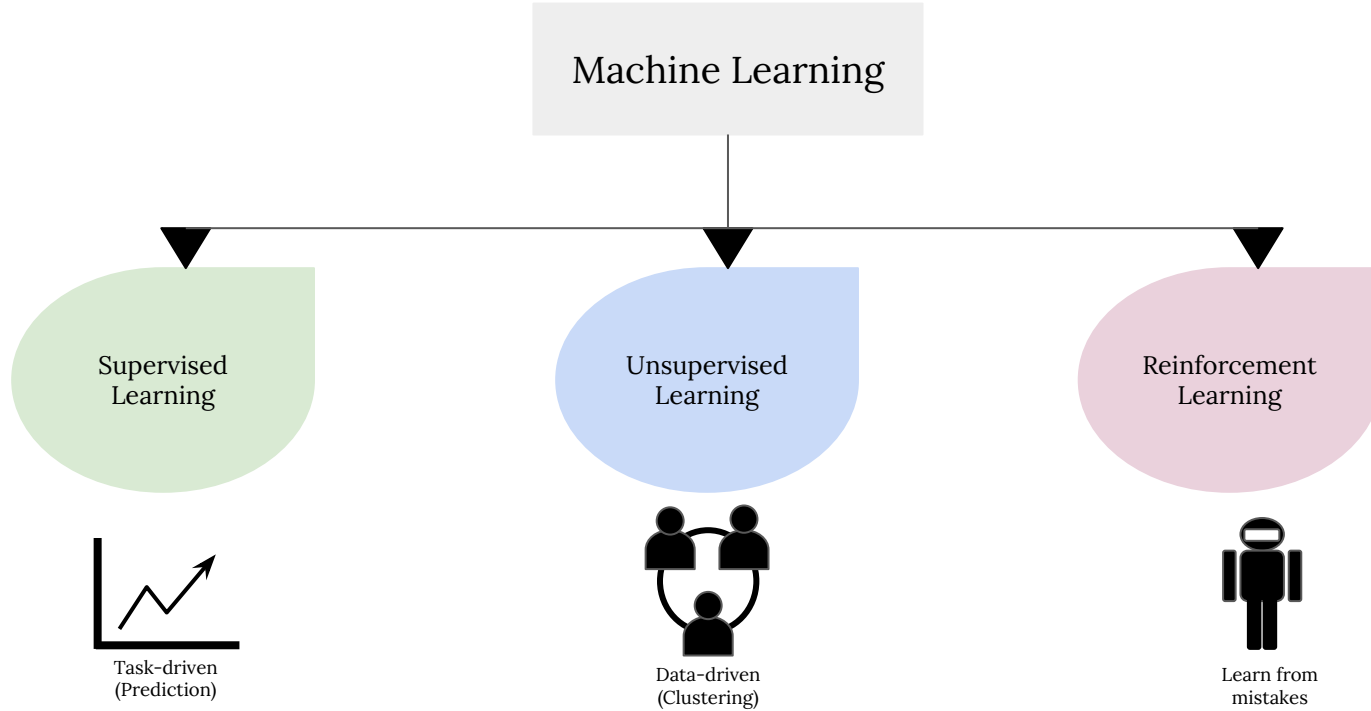 Machine Learning
Supervised
Learning
Unsupervised
Learning
Reinforcement
Learning
Task-driven
(Prediction)
Data-driven
(Clustering)
Learn from
mistakes